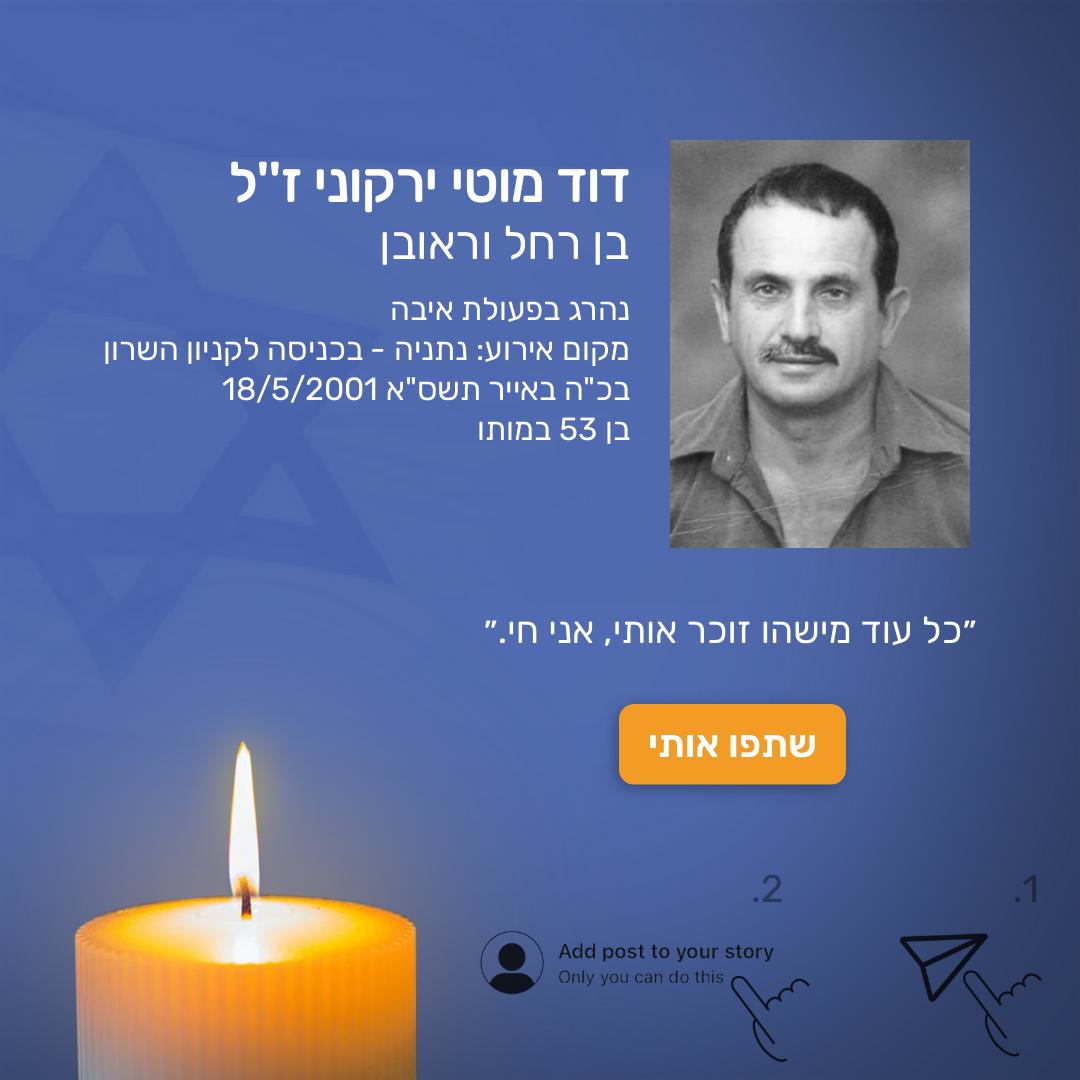 דוד מוטי ירקוני ז"ל
בן רחל וראובן
נהרג בפעולת איבה
מקום אירוע: נתניה - בכניסה לקניון השרון
בכ"ה באייר תשס"א 18/5/2001
בן 53 במותו
״כל עוד מישהו זוכר אותי, אני חי.״
שתפו אותי
1.
2.
Add post to your story
Only you can do this